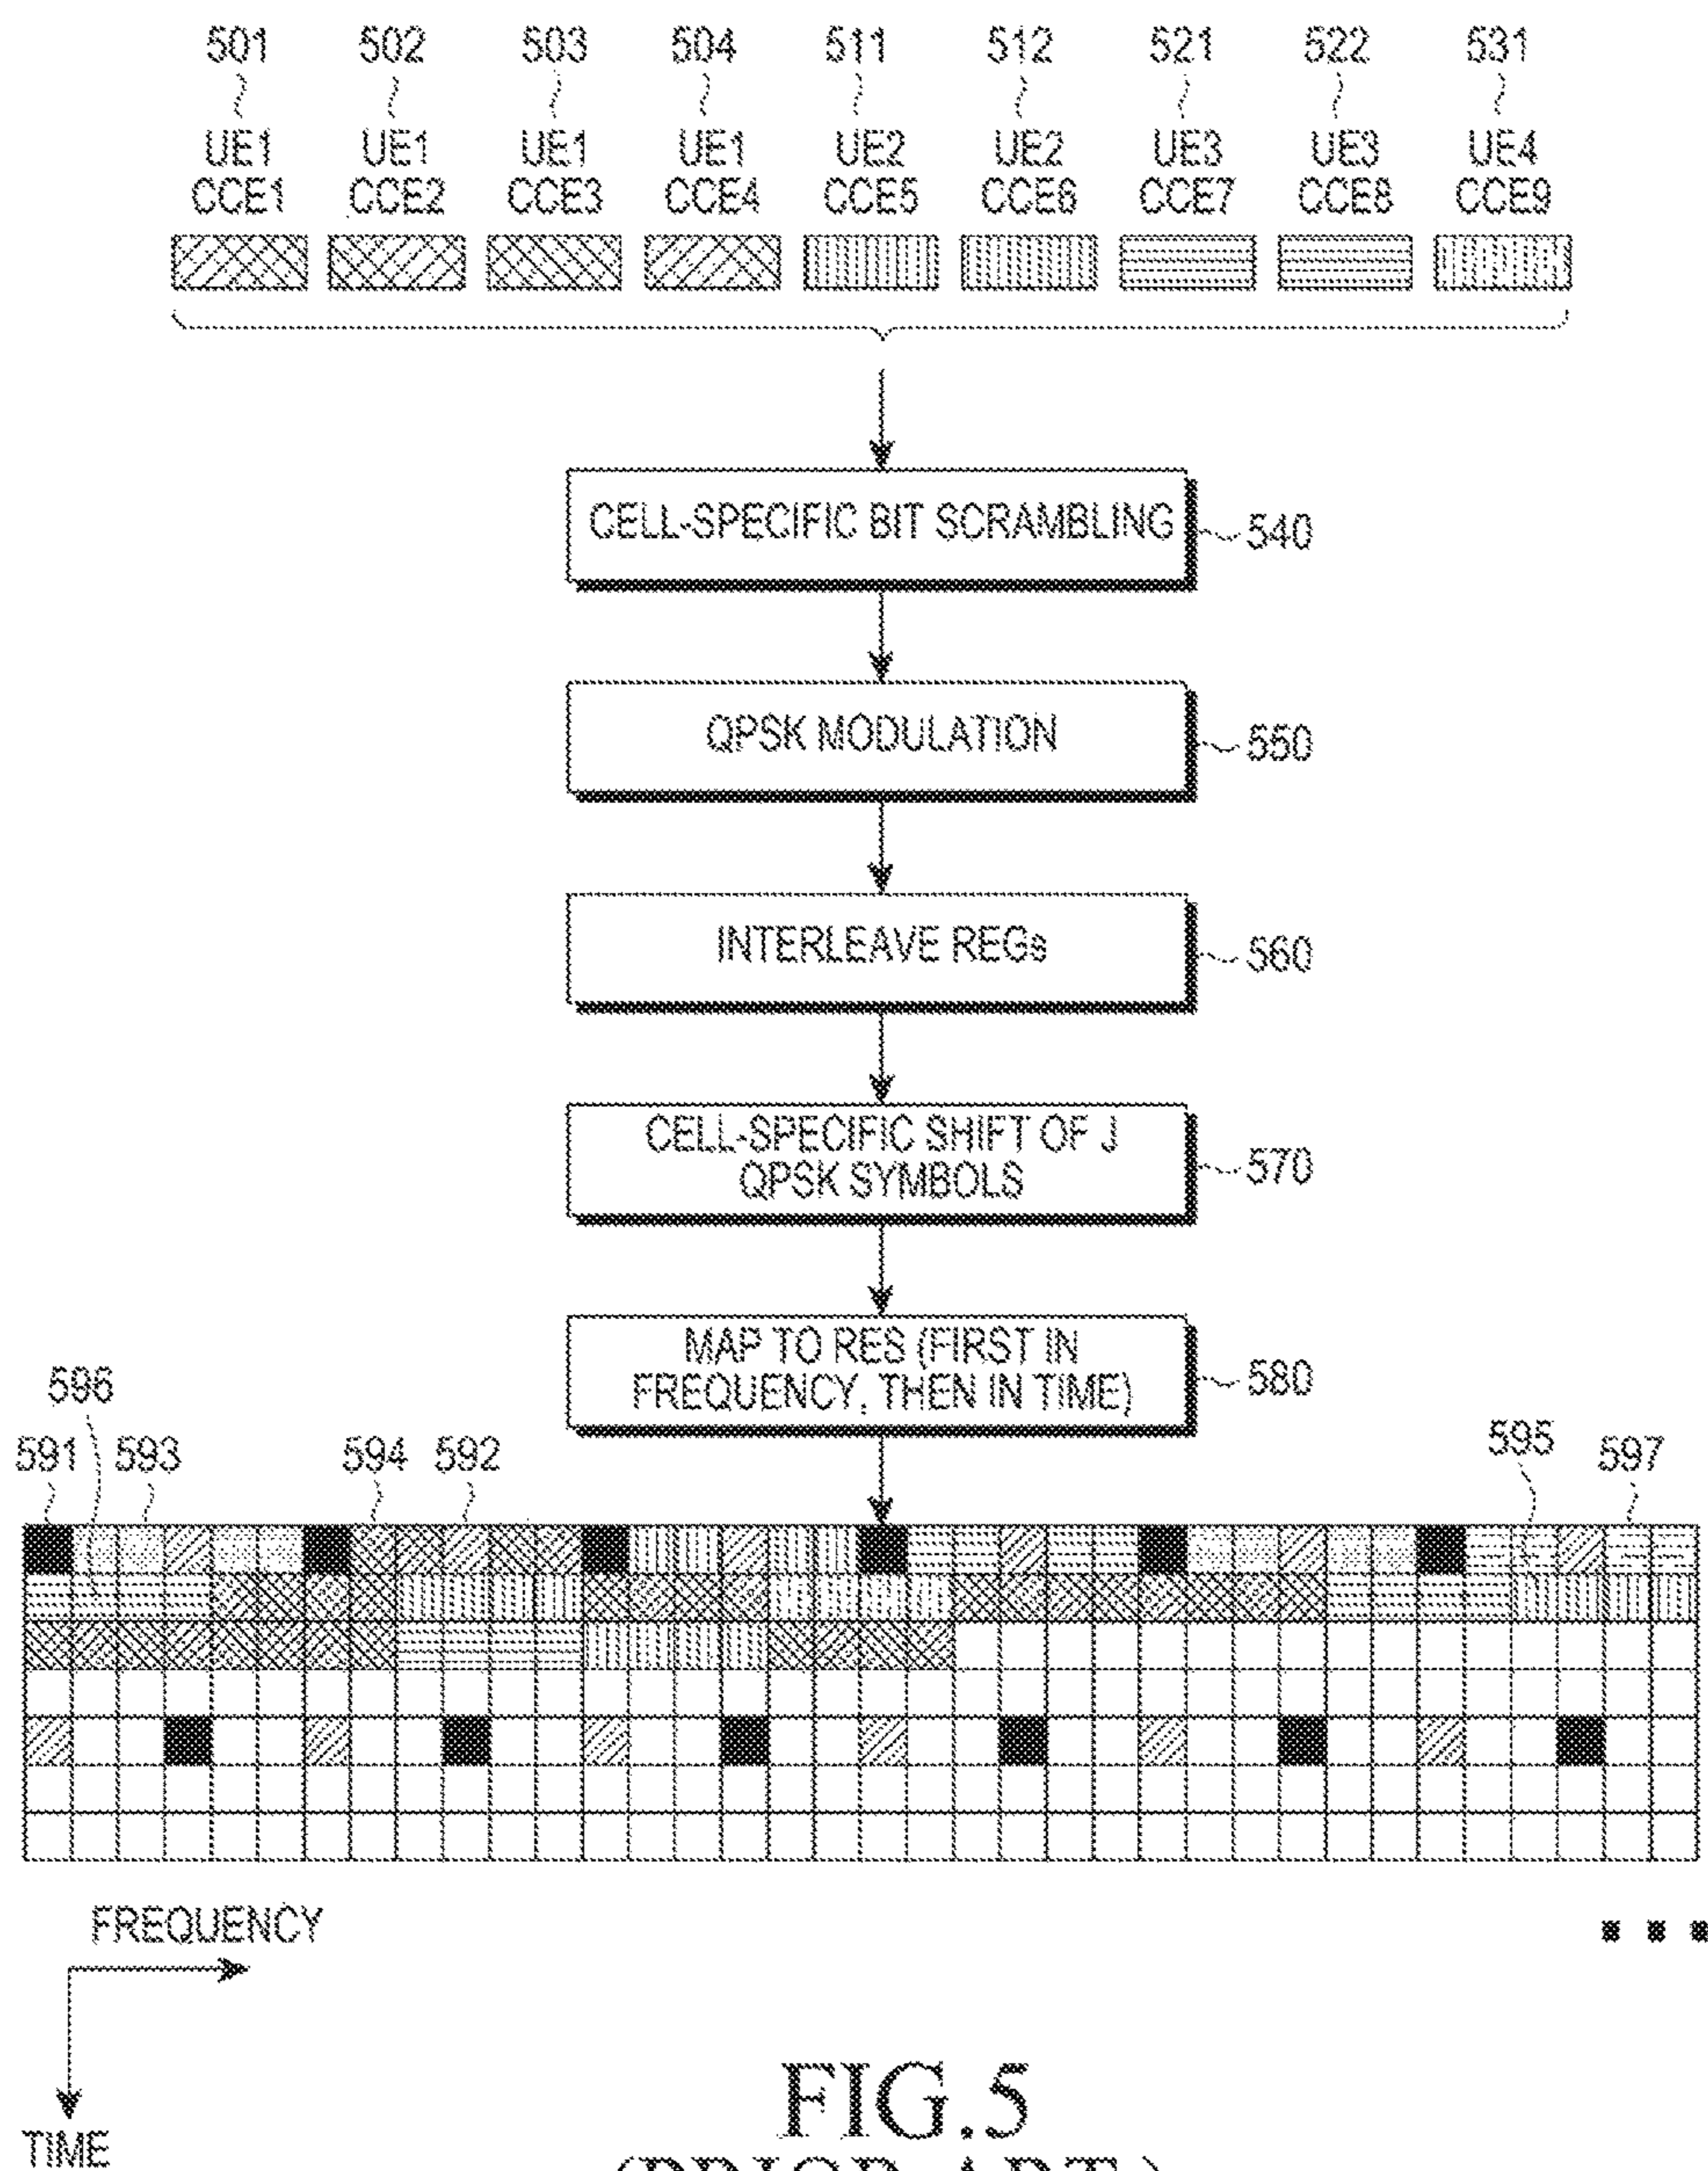 501 502 503 504 511 512 521 522 531
UE1 UE1 UE1 UE1 UE2 UE2 UE3 UE3 UE4
CCE1 CCE2 CCE3 CCE4 CCE5 CCE6 CCE7 CCE8 CCE9
CELL-SPECIFIC BIT SCRAMBLING
540
QPSK MODULATION
550
INTERLEAVE REGs
560
CELL-SPECIFIC SHIFT OF J
QPSK SYMBOLS
570
MAP TO RES (FIRST IN
FREQUENCY, THEN IN TIME)
580
596
591 593 594 592 595 597
FREQUENCY
TIME
FIG.5
(PRIOR ART)